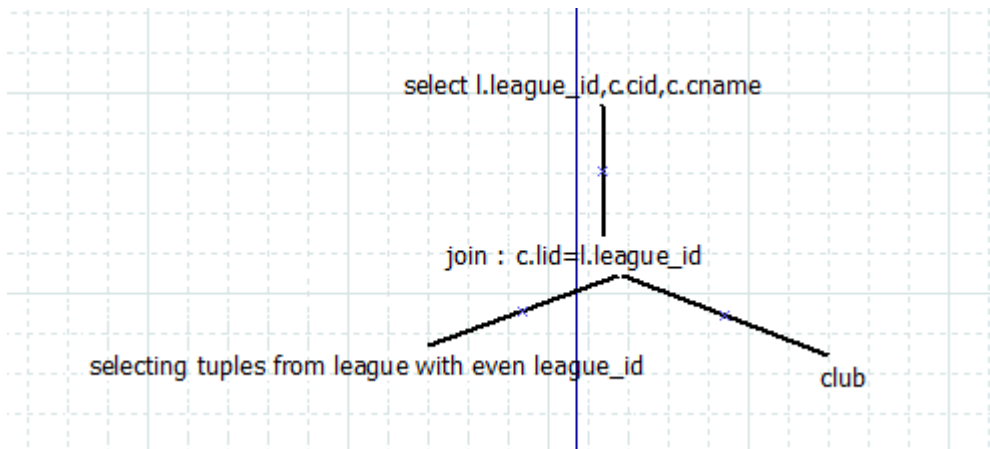 select l.league_id,c.cid,c.cname
join : c.lid=l.league_id
selecting tuples from league with even league_id
club